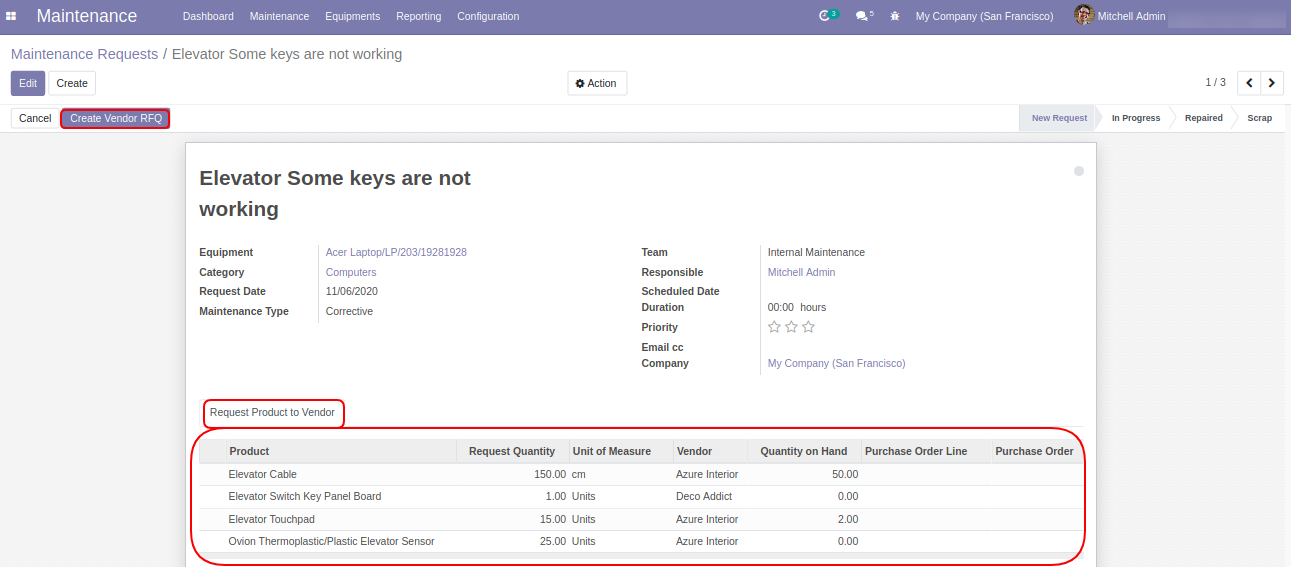 Maintenance Dashboard Maintenance Equipments Reporting Configuration 3 5 My Company (San Francisco) Mitchell Admin
Maintenance Requests / Elevator Some keys are not working
Edit Create Action 1 / 3
Cancel Create Vendor RFQ New Request In Progress Repaired Scrap
Elevator Some keys are not
working
Equipment Acer Laptop/LP/203/19281928 Team Internal Maintenance
Category Computers Responsible Mitchell Admin
Request Date 11/06/2020 Scheduled Date
Maintenance Type Corrective Duration 00:00 hours
Priority
Email cc
Company My Company (San Francisco)
Request Product to Vendor
Product Request Quantity Unit of Measure Vendor Quantity on Hand Purchase Order Line Purchase Order
Elevator Cable 150.00 cm Azure Interior 50.00
Elevator Switch Key Panel Board 1.00 Units Deco Addict 0.00
Elevator Touchpad 15.00 Units Azure Interior 2.00
Ovion Thermoplastic/Plastic Elevator Sensor 25.00 Units Azure Interior 0.00